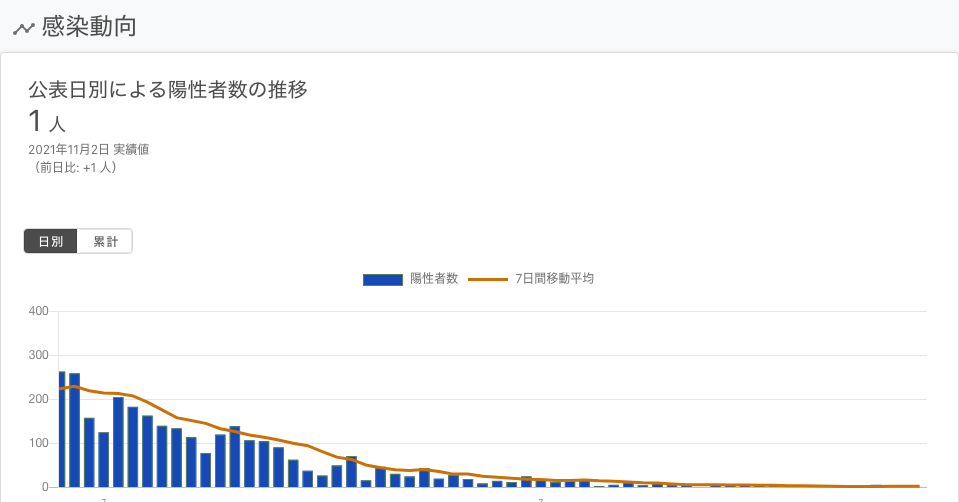 感染動向
公表日別による陽性者数の推移
1 人
2021年11月2日 実績値
（前日比: +1 人）
日別 累計
陽性者数 7日間移動平均
400
300
200
100
0